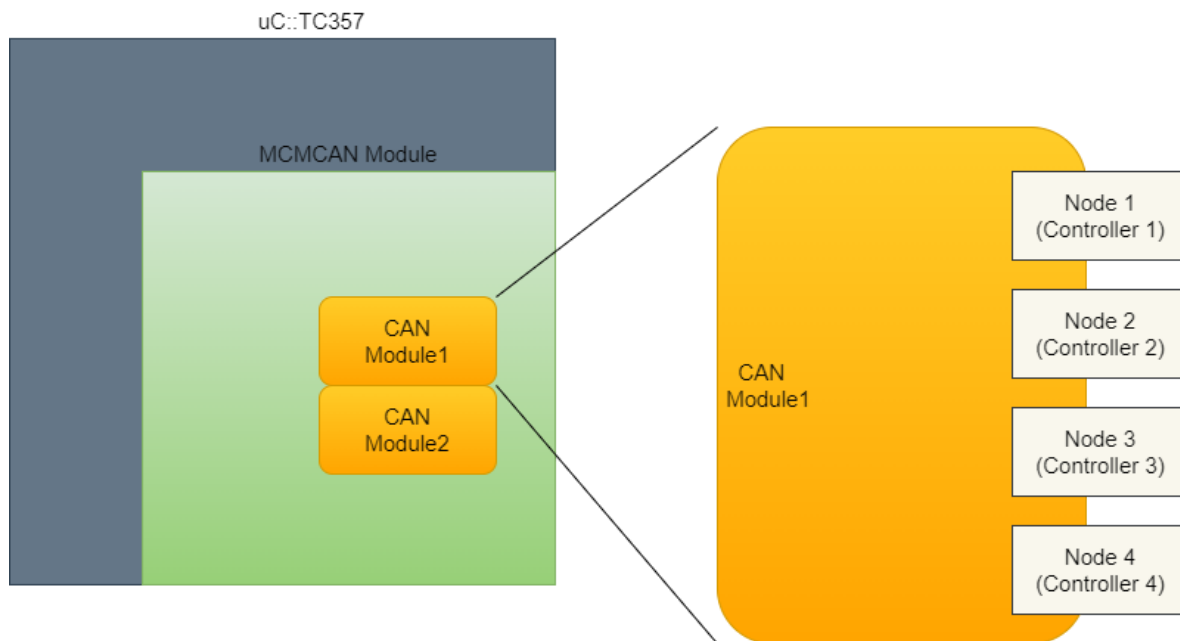 uC::TC357
MCMCAN Module
CAN
Module1
CAN
Module2
CAN
Module1
Node 1
(Controller 1)
Node 2
(Controller 2)
Node 3
(Controller 3)
Node 4
(Controller 4)